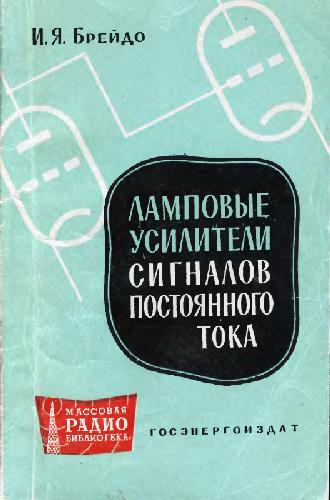 И.Я. БРЕЙДО
ЛАМПОВЫЕ
УСИЛИТЕЛИ
СИГНАЛОВ
ПОСТОЯННОГО
ТОКА
МАССОВАЯ
РАДИО
БИБЛИОТЕКА
ГОСЭНЕРГОИЗДАТ